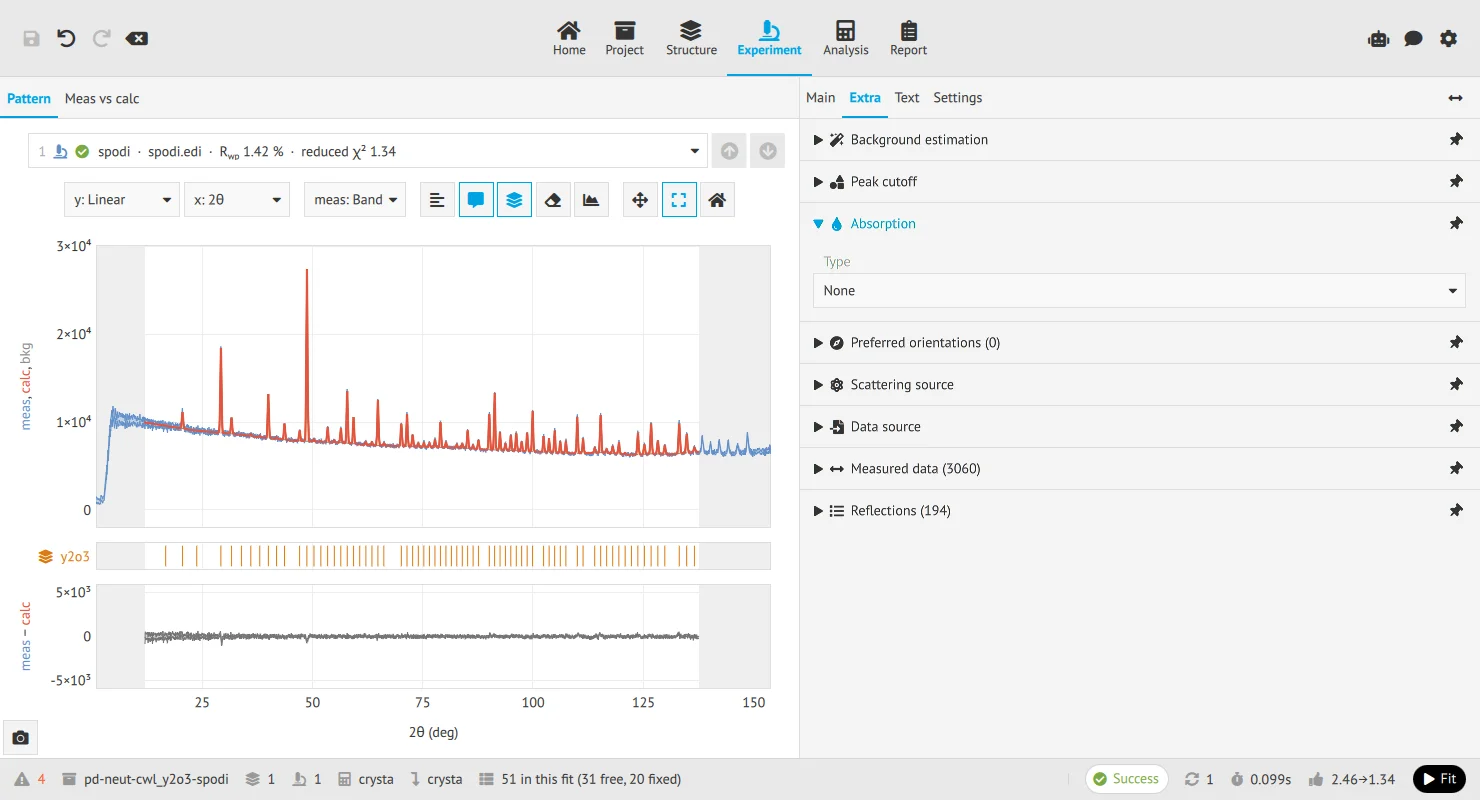 Home
Project
Structure
Experiment
Analysis
Report
Pattern
Meas vs calc
1 spodi · spodi.edi · Rwp 1.42 % · reduced χ² 1.34
y: Linear
x: 2θ
meas: Band
3×10⁴
2×10⁴
1×10⁴
0
meas, calc, bkg
y2o3
5×10³
0
-5×10³
meas − calc
25
50
75
100
125
150
2θ (deg)
Main
Extra
Text
Settings
Background estimation
Peak cutoff
Absorption
Type
None
Preferred orientations (0)
Scattering source
Data source
Measured data (3060)
Reflections (194)
4
pd-neut-cwl_y2o3-spodi
1
1
crysta
crysta
51 in this fit (31 free, 20 fixed)
Success
1
0.099s
2.46→1.34
Fit